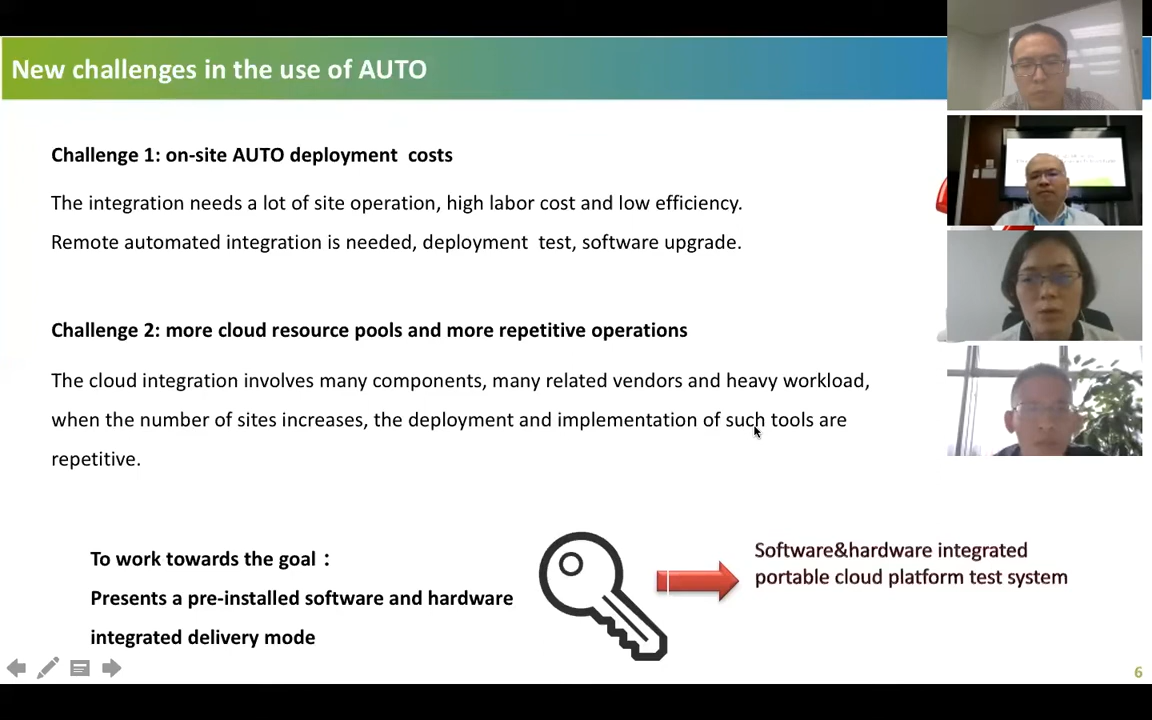 New challenges in the use of AUTO
Challenge 1: on-site AUTO deployment costs
The integration needs a lot of site operation, high labor cost and low efficiency.
Remote automated integration is needed, deployment test, software upgrade.
Challenge 2: more cloud resource pools and more repetitive operations
The cloud integration involves many components, many related vendors and heavy workload,
when the number of sites increases, the deployment and implementation of such tools are
repetitive.
To work towards the goal：
Presents a pre-installed software and hardware
integrated delivery mode
Software&hardware integrated
portable cloud platform test system
6